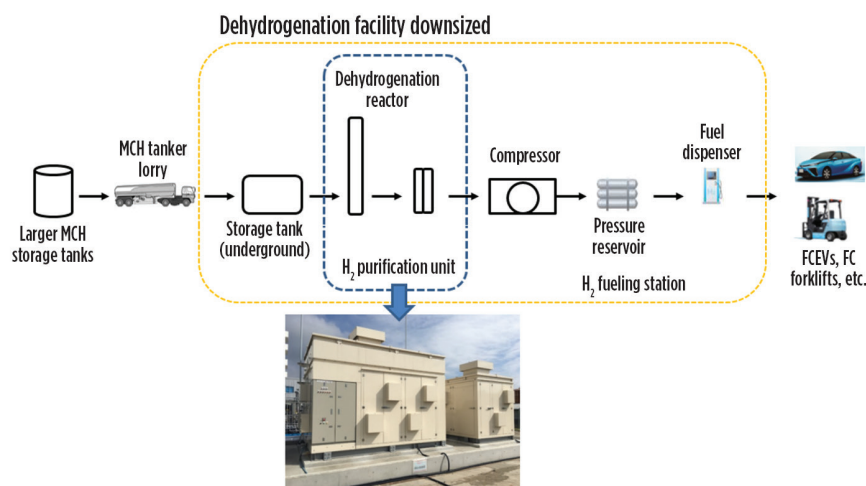 Dehydrogenation facility downsized
Dehydrogenation
reactor
MCH tanker
lorry
Compressor
Fuel
dispenser
Larger MCH
storage tanks
Storage tank
(underground)
H₂ purification unit
Pressure
reservoir
H₂ fueling station
FCEVs, FC
forklifts, etc.